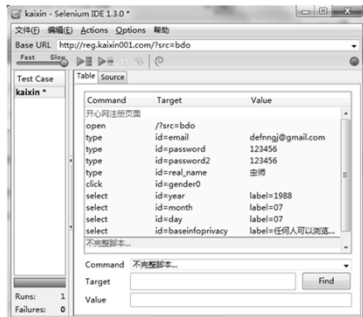 kaixin * - Selenium IDE 1.3.0 *
文件(F) 编辑(E) Actions Options 帮助
Base URL http://reg.kaixin001.com/?src=bdo
Fast Slow
Test Case
kaixin *
Table Source
Command Target Value
开心网注册页面
open /?src=bdo
type id=email defnngj@gmail.com
type id=password 123456
type id=password2 123456
type id=real_name 虫师
click id=gender0
select id=year label=1988
select id=month label=07
select id=day label=07
select id=baseinfoprivacy label=任何人可以浏览...
不完整脚本...
Command 不完整脚本...
Target Find
Value
Runs: 1
Failures: 0